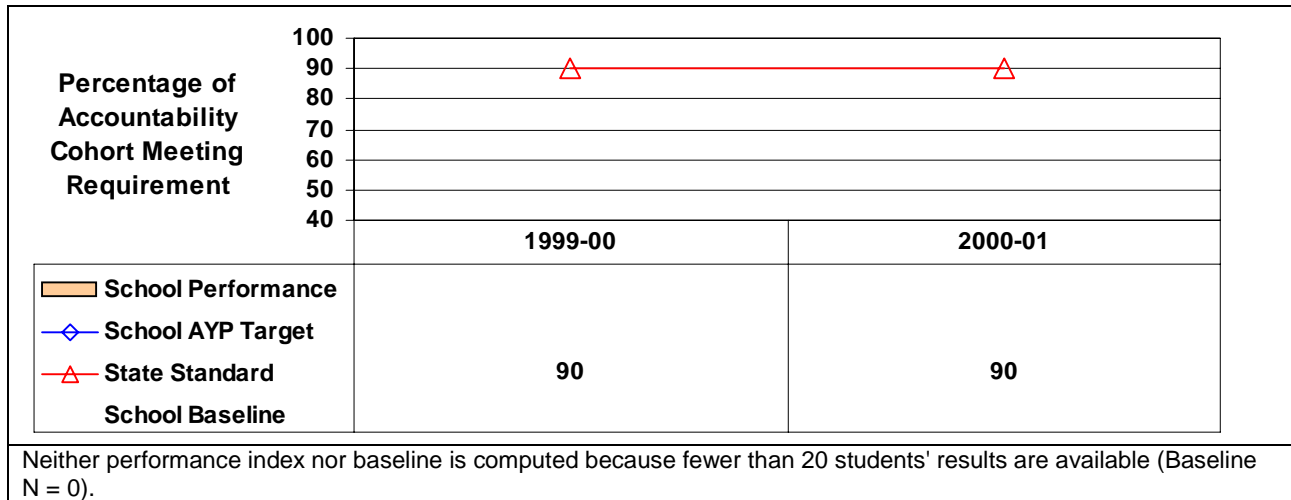 Percentage of
Accountability
Cohort Meeting
Requirement
100
90
80
70
60
50
40
1999-00 2000-01
School Performance
School AYP Target
State Standard 90 90
School Baseline
Neither performance index nor baseline is computed because fewer than 20 students' results are available (Baseline
N = 0).